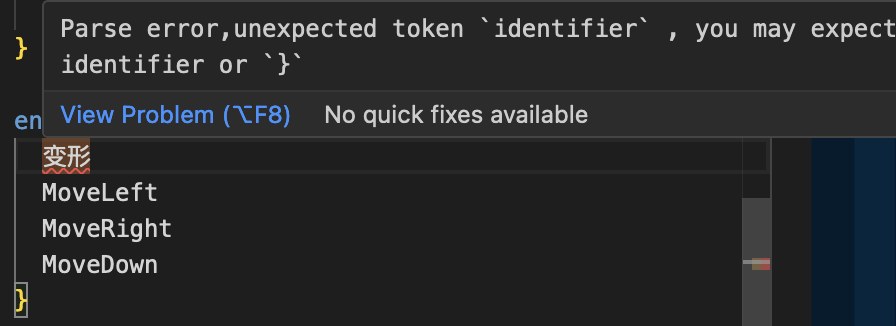 Parse error,unexpected token `identifier` , you may expect
identifier or `}`
}
View Problem (⌥F8) No quick fixes available
en
变形
MoveLeft
MoveRight
MoveDown
}